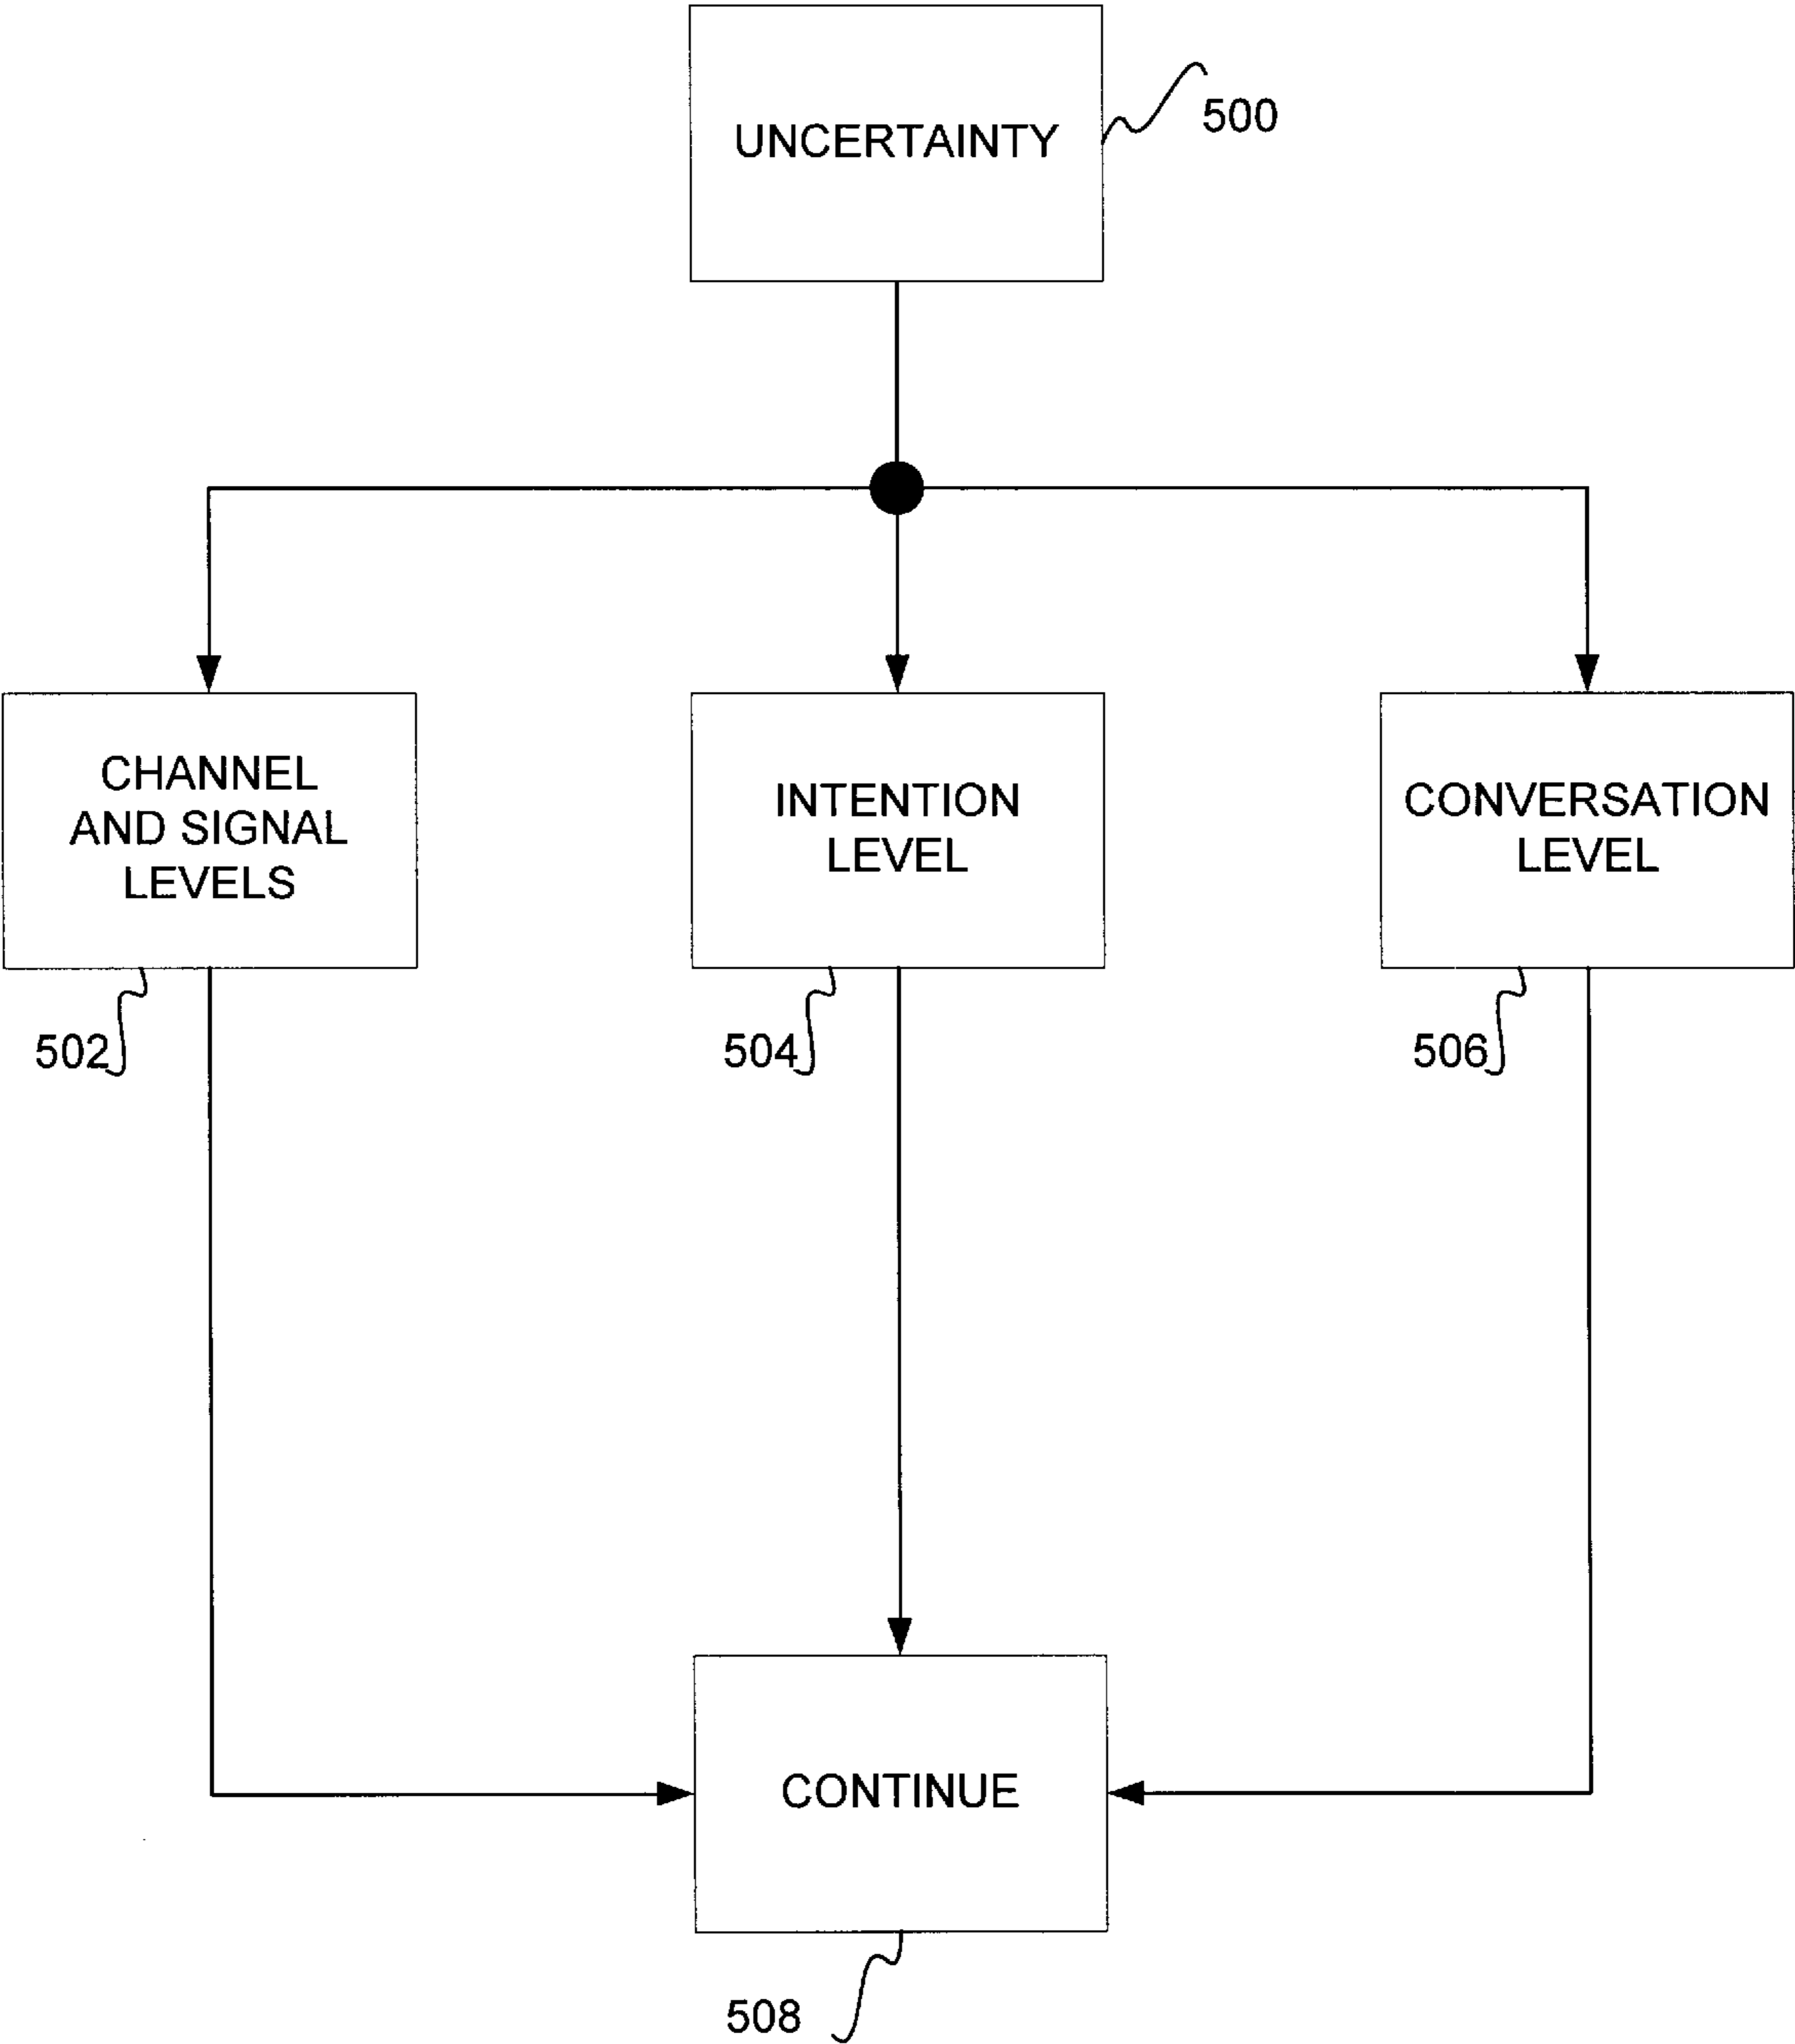 UNCERTAINTY
500
CHANNEL
AND SIGNAL
LEVELS
502
INTENTION
LEVEL
504
CONVERSATION
LEVEL
506
CONTINUE
508